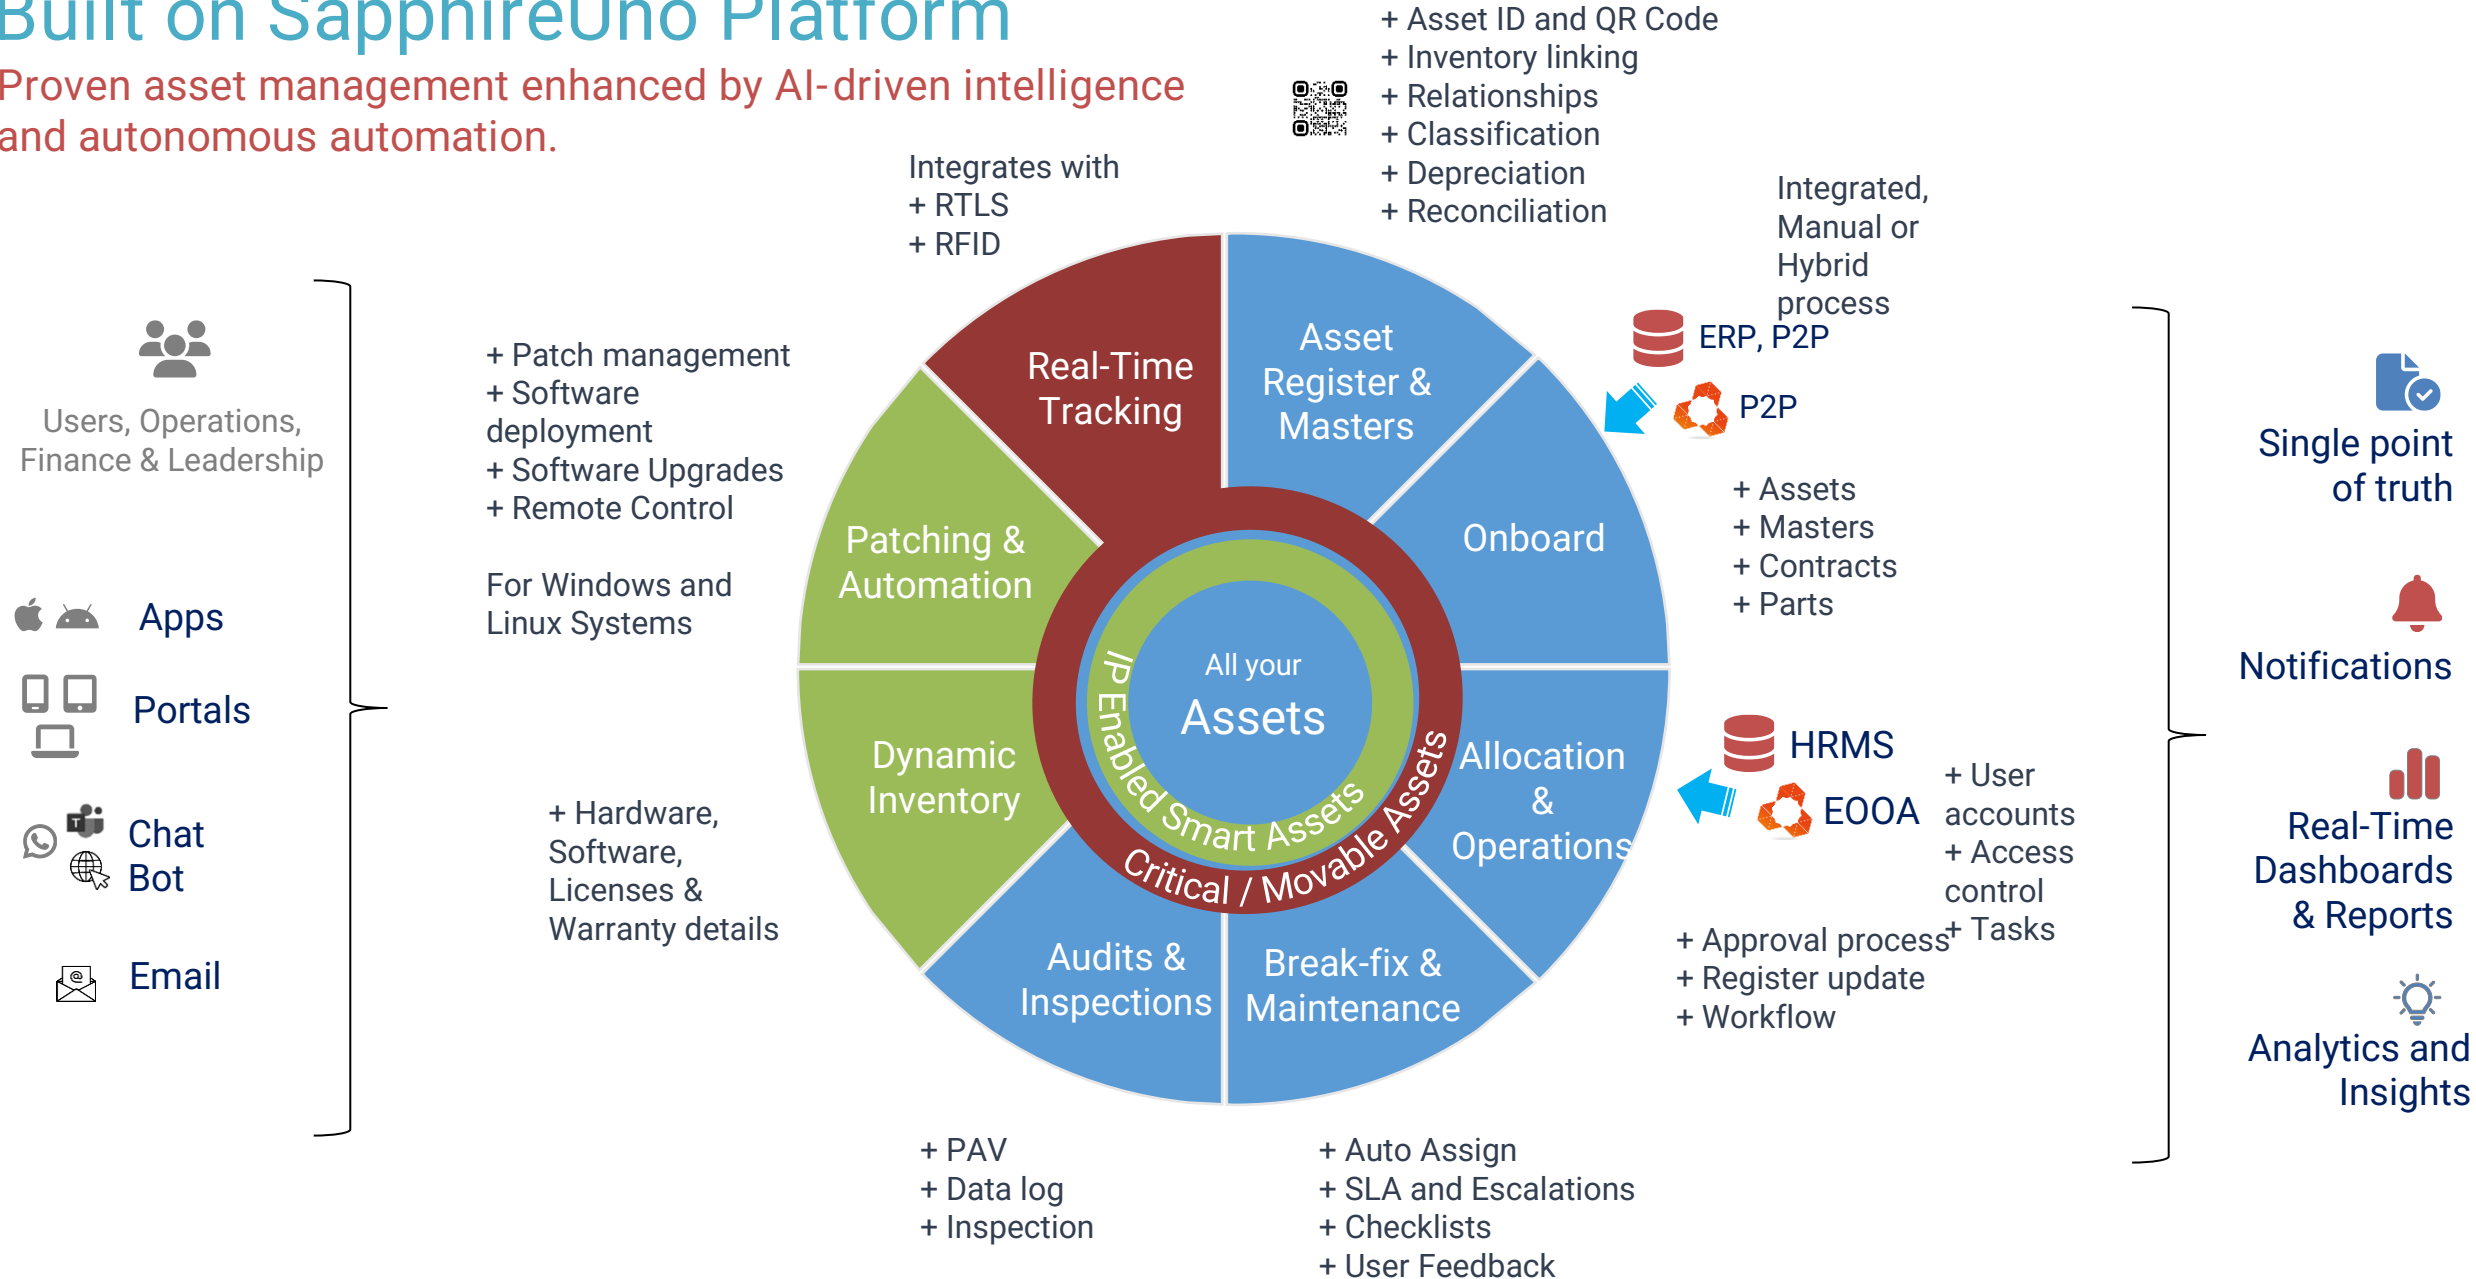 Built on SapphireUno Platform
Proven asset management enhanced by AI-driven intelligence
and autonomous automation.
+ Asset ID and QR Code
+ Inventory linking
+ Relationships
+ Classification
+ Depreciation
+ Reconciliation
Integrates with
+ RTLS
+ RFID
Integrated,
Manual or
Hybrid
process
ERP, P2P
P2P
Users, Operations,
Finance & Leadership
Apps
Portals
Chat
Bot
Email
+ Patch management
+ Software
deployment
+ Software Upgrades
+ Remote Control
For Windows and
Linux Systems
+ Hardware,
Software,
Licenses &
Warranty details
Real-Time
Tracking
Asset
Register &
Masters
Onboard
Allocation
&
Operations
Break-fix &
Maintenance
Audits &
Inspections
Dynamic
Inventory
Patching &
Automation
All your
Assets
IP Enabled Smart Assets
Critical / Movable Assets
+ Assets
+ Masters
+ Contracts
+ Parts
HRMS
EOOA
+ User
accounts
+ Access
control
+ Tasks
+ Approval process
+ Register update
+ Workflow
+ PAV
+ Data log
+ Inspection
+ Auto Assign
+ SLA and Escalations
+ Checklists
+ User Feedback
Single point
of truth
Notifications
Real-Time
Dashboards
& Reports
Analytics and
Insights